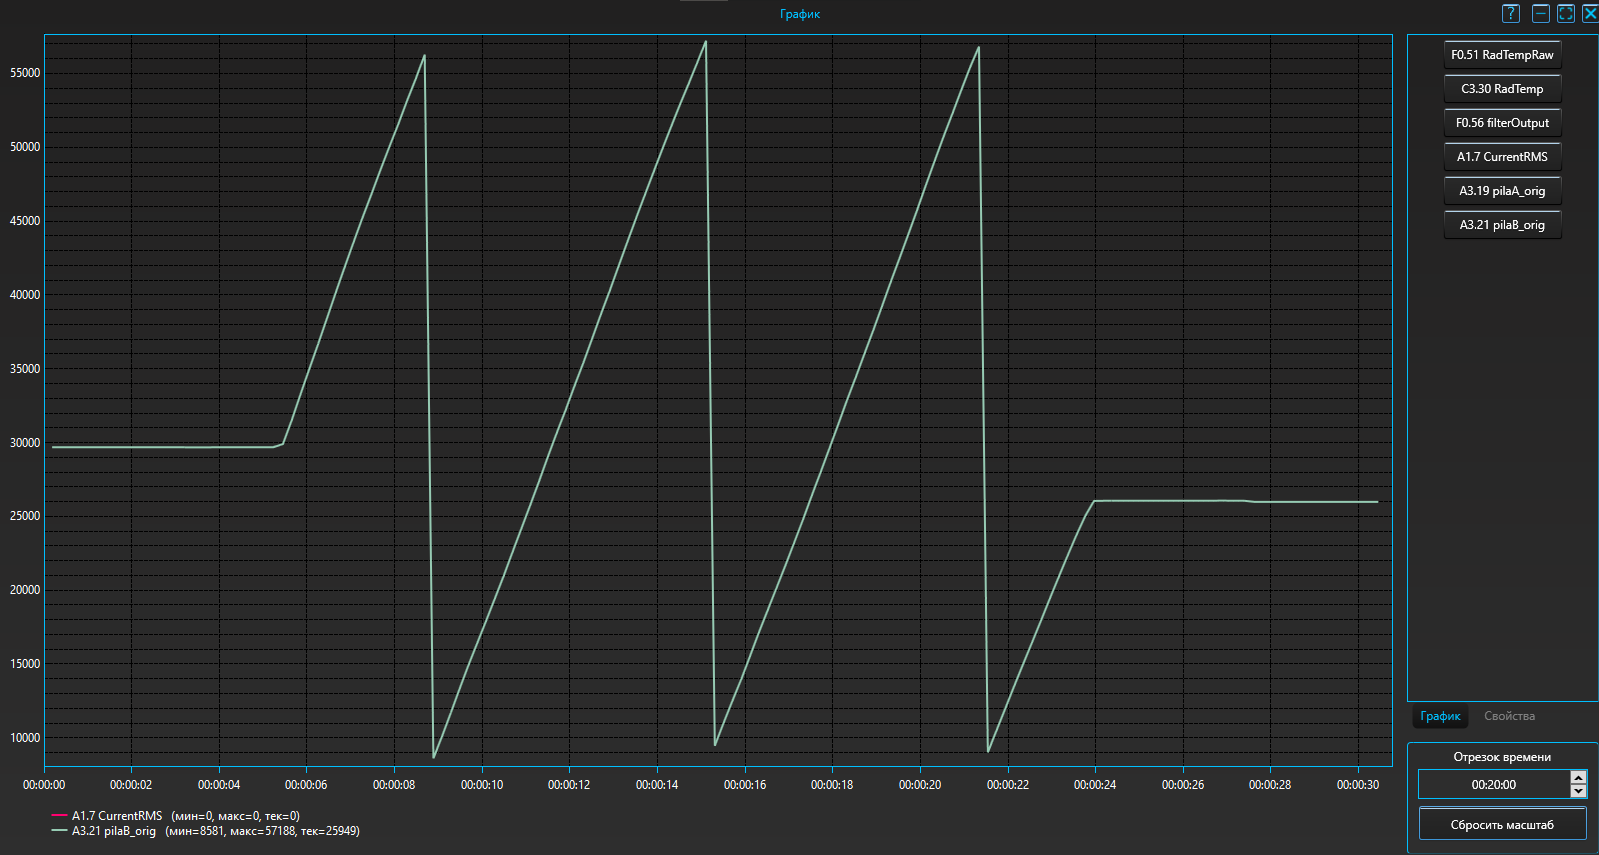 График
?
55000
50000
45000
40000
35000
30000
25000
20000
15000
10000
00:00:00 00:00:02 00:00:04 00:00:06 00:00:08 00:00:10 00:00:12 00:00:14 00:00:16 00:00:18 00:00:20 00:00:22 00:00:24 00:00:26 00:00:28 00:00:30
A1.7 CurrentRMS (мин=0, макс=0, тек=0)
A3.21 pilaB_orig (мин=8581, макс=57188, тек=25949)
F0.51 RadTempRaw
C3.30 RadTemp
F0.56 filterOutput
A1.7 CurrentRMS
A3.19 pilaA_orig
A3.21 pilaB_orig
График Свойства
Отрезок времени
00:20:00
Сбросить масштаб